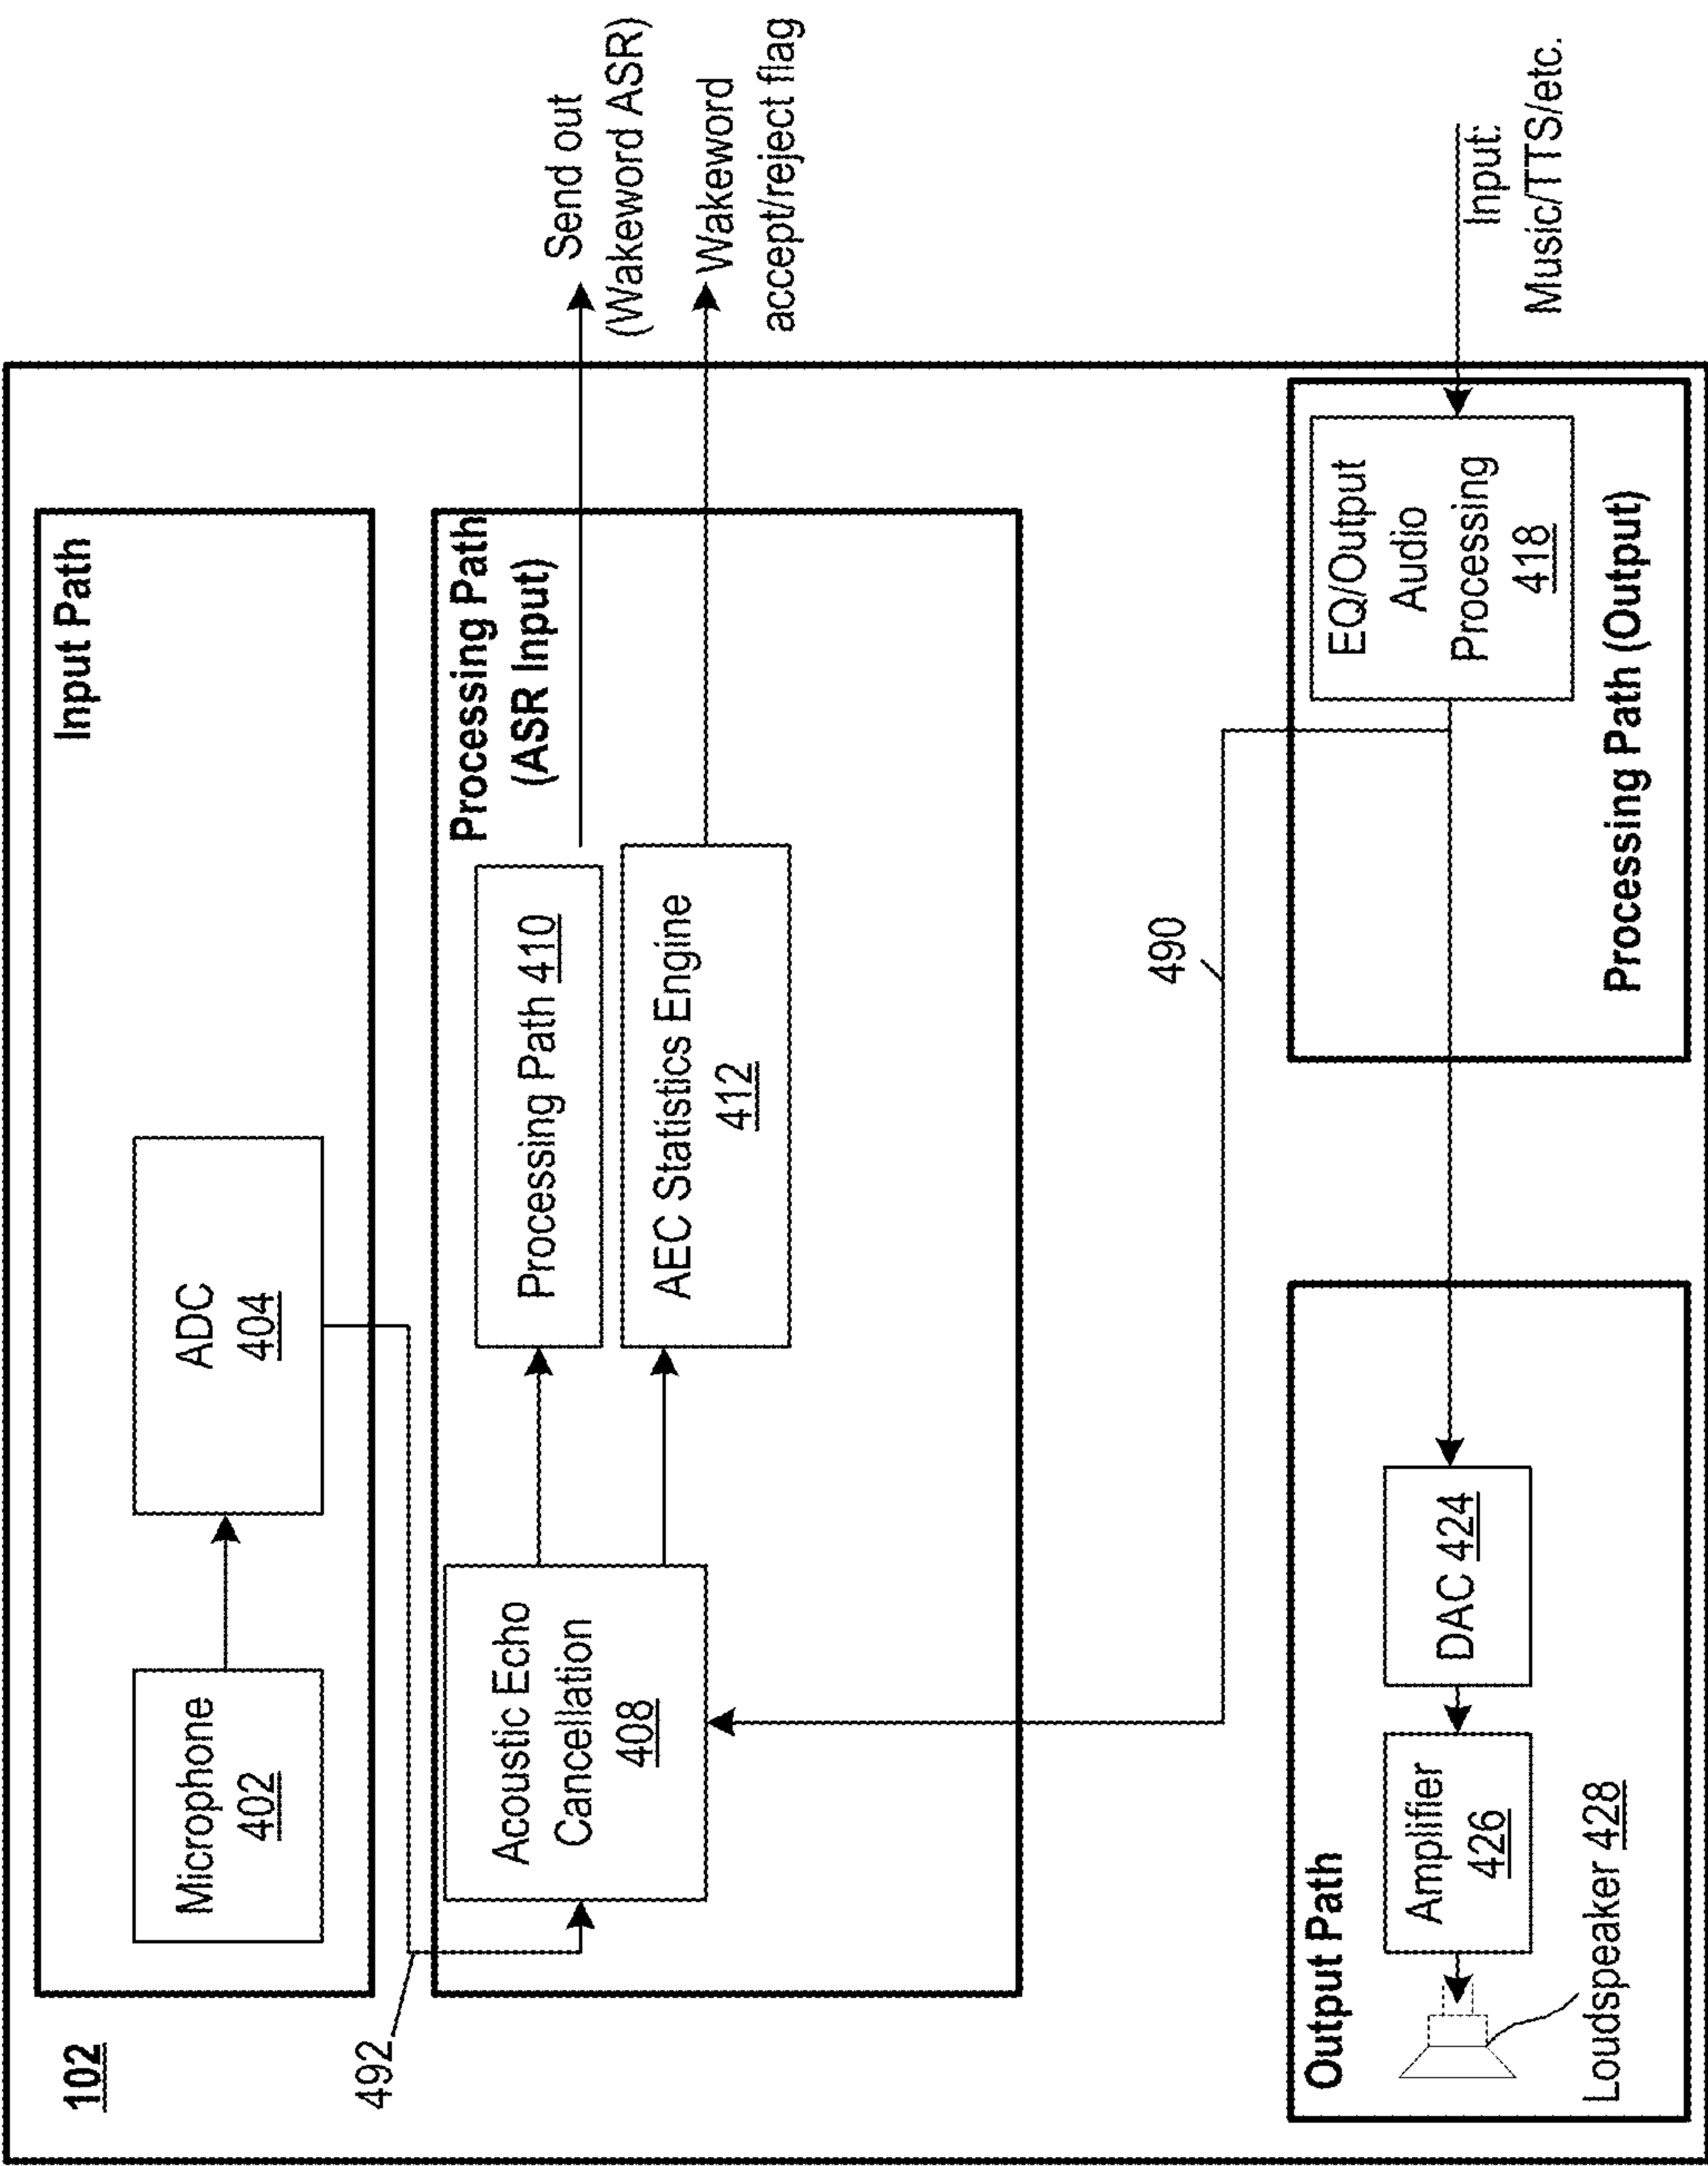 102
Input Path
Microphone
402
ADC
404
492
Processing Path
(ASR Input)
Acoustic Echo
Cancellation
408
Processing Path 410
AEC Statistics Engine
412
Send out
(Wakeword ASR)
Wakeword
accept/reject flag
490
Output Path
Amplifier
426
DAC 424
Loudspeaker 428
EQ/Output
Audio
Processing
418
Processing Path (Output)
Input:
Music/TTS/etc.